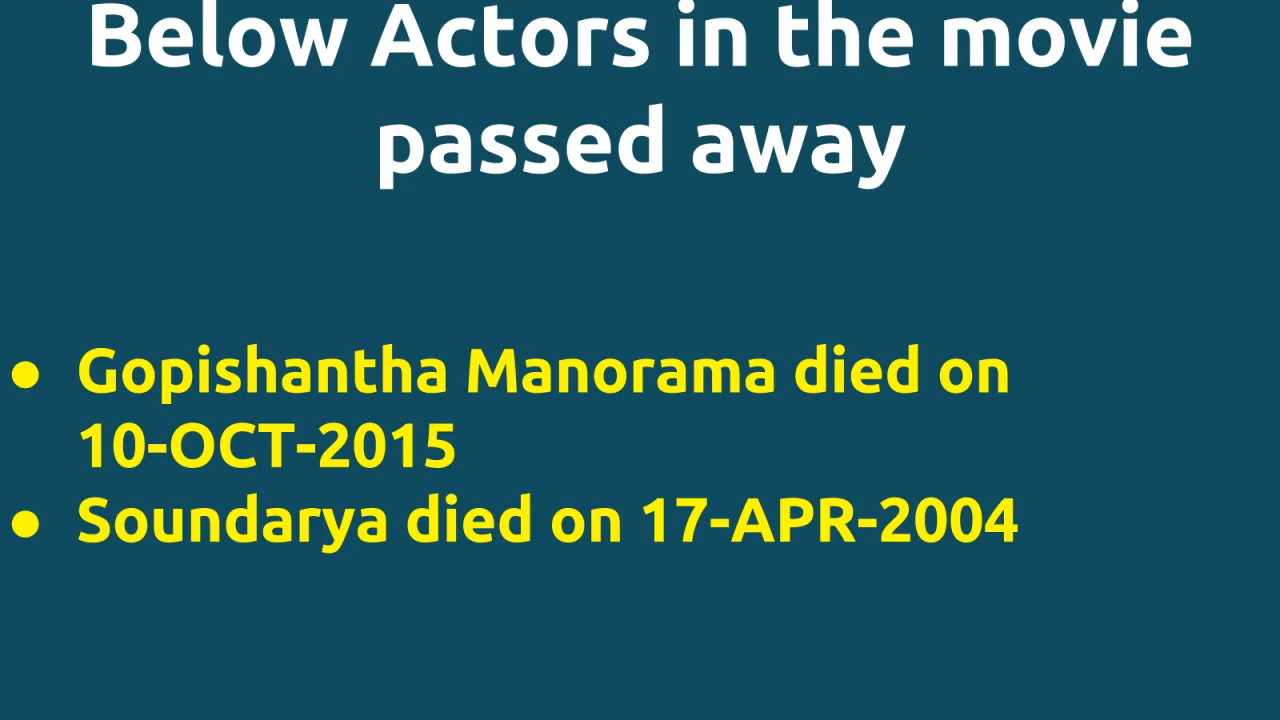 Below Actors in the movie
passed away
● Gopishantha Manorama died on
10-OCT-2015
● Soundarya died on 17-APR-2004